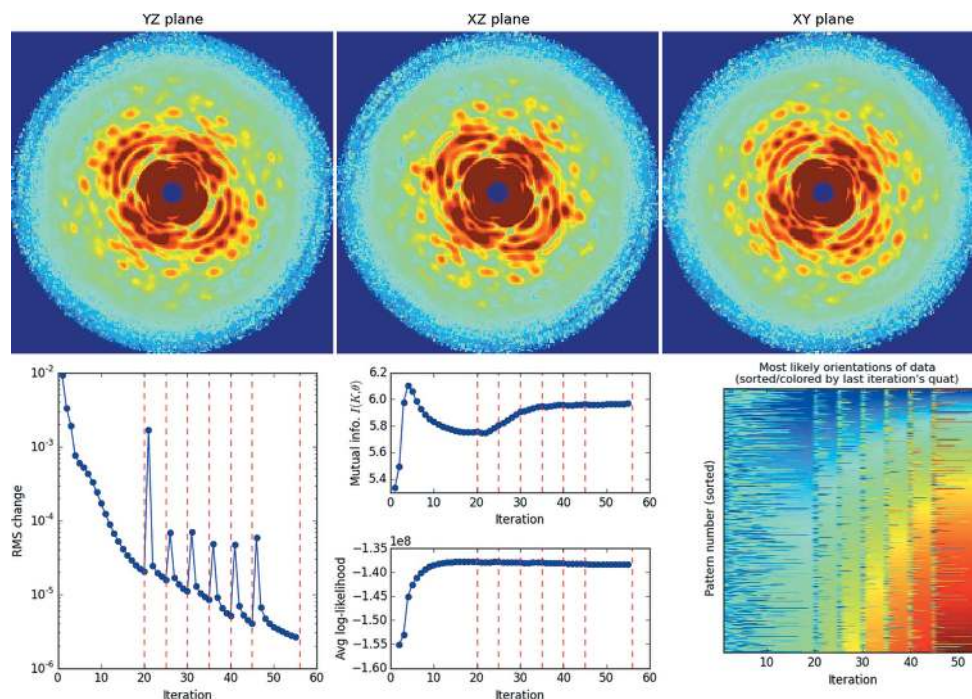 YZ plane
XZ plane
XY plane
10⁻²
10⁻³
10⁻⁴
10⁻⁵
10⁻⁶
RMS change
0 10 20 30 40 50 60
Iteration
6.2
6.0
5.8
5.6
5.4
Mutual info. I(K,θ)
0 10 20 30 40 50 60
Iteration
1e8
−1.35
−1.40
−1.45
−1.50
−1.55
−1.60
Avg log-likelihood
0 10 20 30 40 50 60
Iteration
Most likely orientations of data
(sorted/colored by last iteration's quat)
Pattern number (sorted)
10 20 30 40 50
Iteration